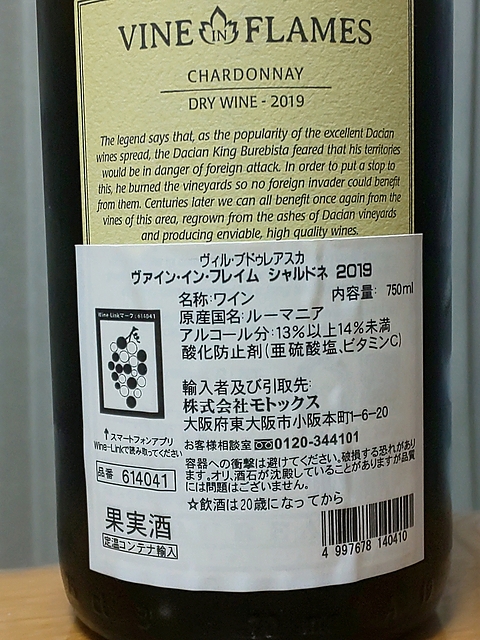 VINE IN FLAMES
CHARDONNAY
DRY WINE - 2019
The legend says that, as the popularity of the excellent Dacian
wines spread, the Dacian King Burebista feared that his territories
would be in danger of foreign attack. In order to put a stop to
this, he burned the vineyards so no foreign invader could benefit
from them. Centuries later we can all benefit once again from the
vines of this area, regrown from the ashes of Dacian vineyards
and producing enviable, high quality wines.
ヴィル・ブドゥレアスカ
ヴァイン・イン・フレイム シャルドネ 2019
名称:ワイン 内容量: 750ml
原産国名:ルーマニア
アルコール分:13%以上14%未満
酸化防止剤(亜硫酸塩、ビタミンC)
Wine Linkマーク:614041
輸入者及び引取先:
株式会社モトックス
大阪府東大阪市小阪本町1-6-20
↑スマートフォンアプリ
Wine-Linkで読み取ってください
お客様相談室 0120-344101
容器への衝撃は避けてください。破損する恐れがあり
ます。オリ、酒石が沈殿していることがありますが品質
には問題はございません。
品番 614041
☆飲酒は20歳になってから
果実酒
定温コンテナ輸入
4 997678 140410